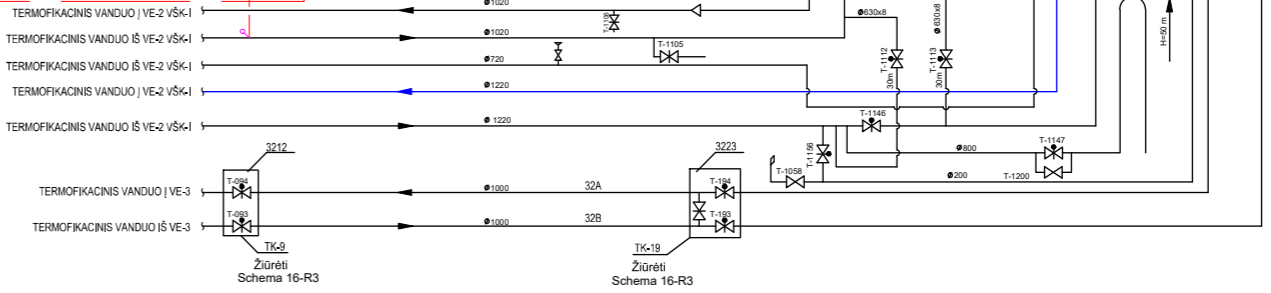 TERMOFIKACINIS VANDUO Į VE-2 VŠK-I
Ø1020
T-1106
TERMOFIKACINIS VANDUO IŠ VE-2 VŠK-I
Ø1020
T-1105
TERMOFIKACINIS VANDUO IŠ VE-2 VŠK-I
Ø720
TERMOFIKACINIS VANDUO Į VE-2 VŠK-I
Ø1220
TERMOFIKACINIS VANDUO IŠ VE-2 VŠK-I
Ø 1220
Ø630x8
T-1112
30m
Ø 630x8
T-1113
30m
H=50 m
T-1146
T-1147
Ø800
T-1156
T-1058
Ø200
T-1200
3212
T-094
T-093
TERMOFIKACINIS VANDUO Į VE-3
Ø1000
32A
TERMOFIKACINIS VANDUO IŠ VE-3
Ø1000
32B
3223
T-194
T-193
TK-9
Žiūrėti
Schema 16-R3
TK-19
Žiūrėti
Schema 16-R3